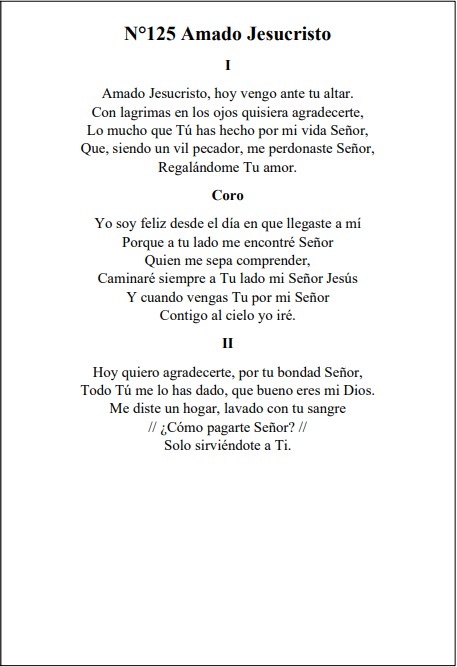 N°125 Amado Jesucristo
I
Amado Jesucristo, hoy vengo ante tu altar.
Con lagrimas en los ojos quisiera agradecerte,
Lo mucho que Tú has hecho por mi vida Señor,
Que, siendo un vil pecador, me perdonaste Señor,
Regalándome Tu amor.
Coro
Yo soy feliz desde el día en que llegaste a mí
Porque a tu lado me encontré Señor
Quien me sepa comprender,
Caminaré siempre a Tu lado mi Señor Jesús
Y cuando vengas Tu por mi Señor
Contigo al cielo yo iré.
II
Hoy quiero agradecerte, por tu bondad Señor,
Todo Tú me lo has dado, que bueno eres mi Dios.
Me diste un hogar, lavado con tu sangre
// ¿Cómo pagarte Señor? //
Solo sirviéndote a Ti.